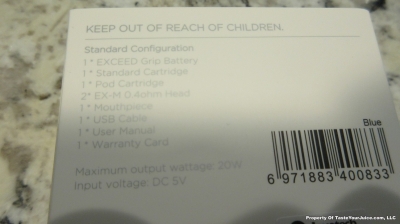 KEEP OUT OF REACH OF CHILDREN.
Standard Configuration
1* EXCEED Grip Battery
1* Standard Cartridge
1* Pod Cartridge
2* EX-M 0.4ohm Head
1* Mouthpiece
1* USB Cable
1* User Manual
1* Warranty Card
Blue
Maximum output wattage: 20W
Input voltage: DC 5V
6 971883 400833
Property Of TasteYourJuice.com, LLC